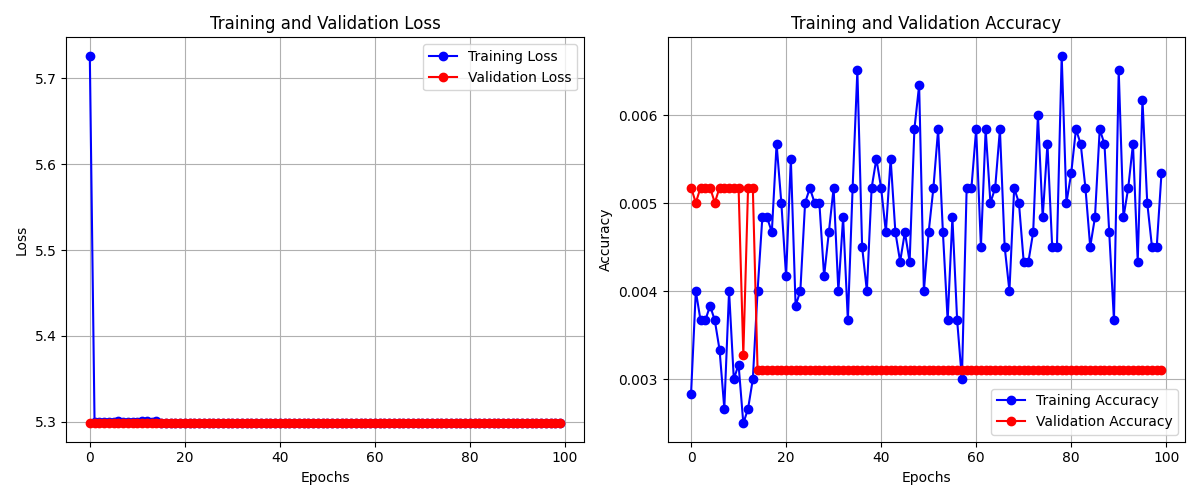 Training and Validation Loss
Training Loss
Validation Loss
5.7
5.6
5.5
5.4
5.3
Loss
0
20
40
60
80
100
Epochs
Training and Validation Accuracy
0.006
0.005
0.004
0.003
Accuracy
Training Accuracy
Validation Accuracy
0
20
40
60
80
100
Epochs